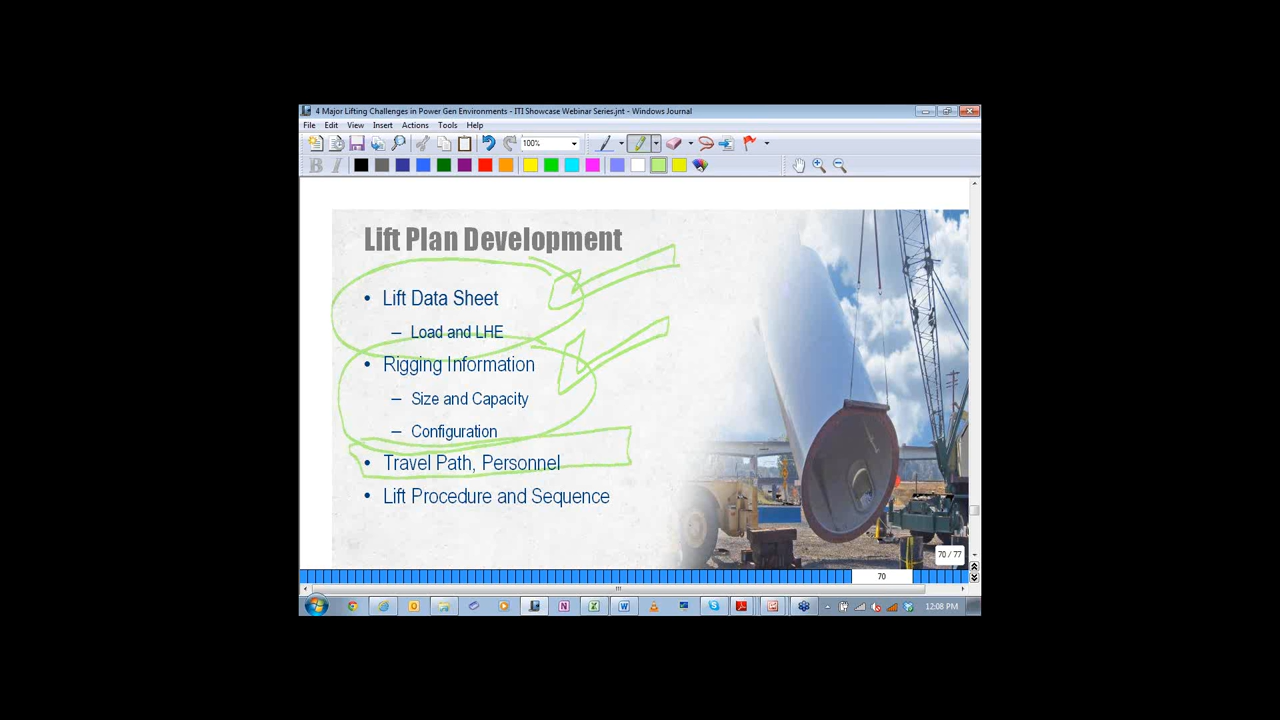 4 Major Lifting Challenges in Power Gen Environments - ITI Showcase Webinar Series.jnt - Windows Journal
File Edit View Insert Actions Tools Help
100%
B I
Lift Plan Development
• Lift Data Sheet
– Load and LHE
• Rigging Information
– Size and Capacity
– Configuration
• Travel Path, Personnel
• Lift Procedure and Sequence
70 / 77
70
12:08 PM